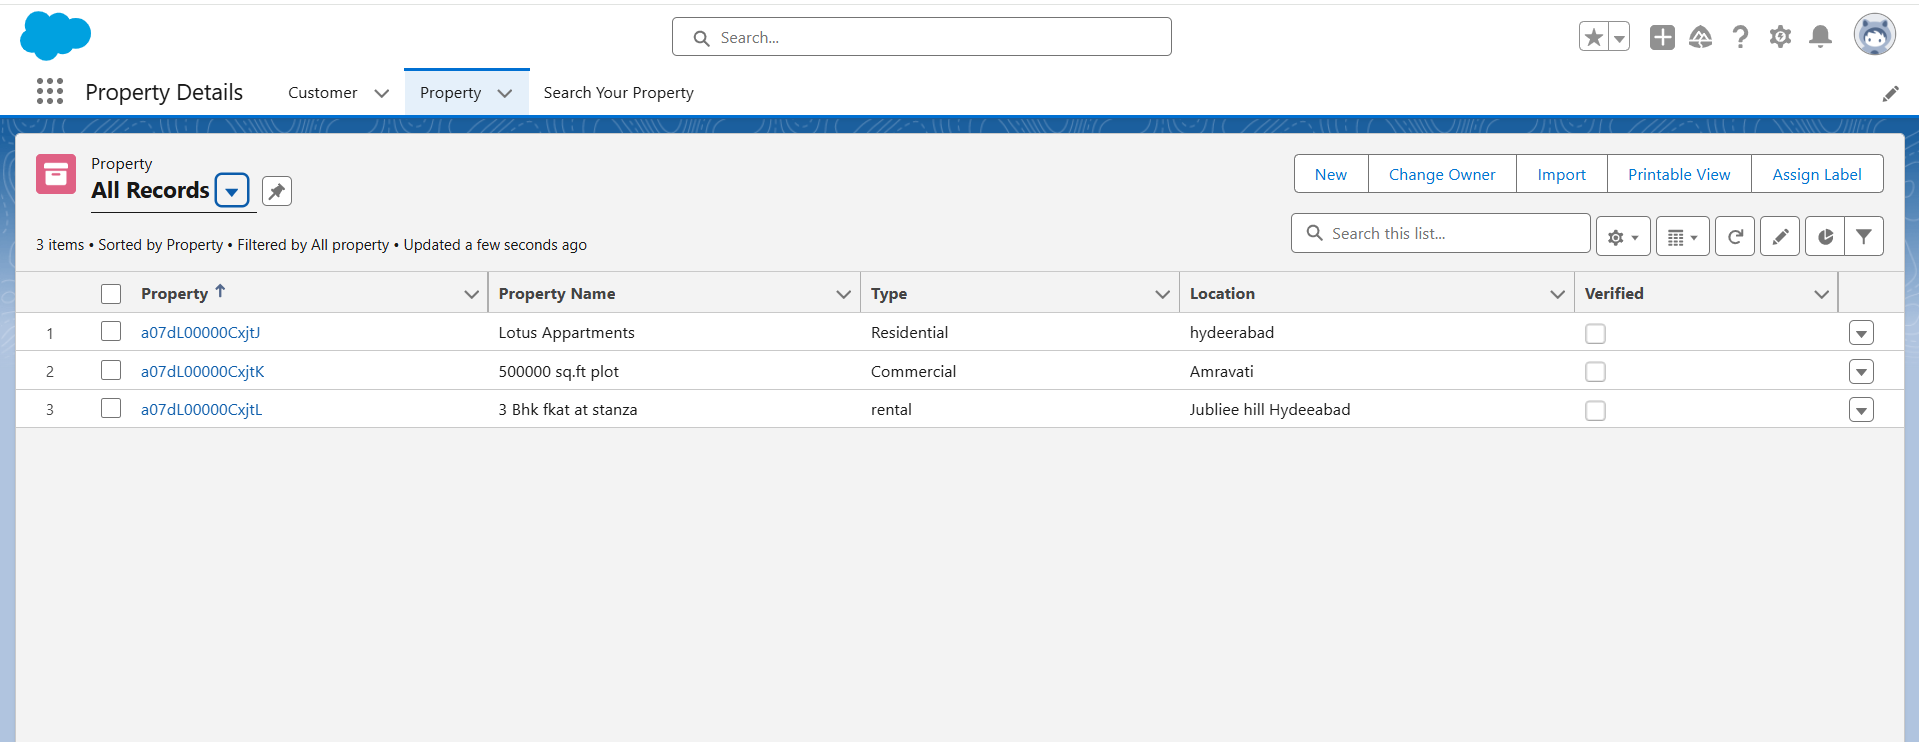 Search...
Property Details Customer Property Search Your Property
Property
All Records
New Change Owner Import Printable View Assign Label
3 items • Sorted by Property • Filtered by All property • Updated a few seconds ago
Search this list...
Property Property Name Type Location Verified
1 a07dL00000CxjtJ Lotus Appartments Residential hydeerabad
2 a07dL00000CxjtK 500000 sq.ft plot Commercial Amravati
3 a07dL00000CxjtL 3 Bhk fkat at stanza rental Jubliee hill Hydeeabad